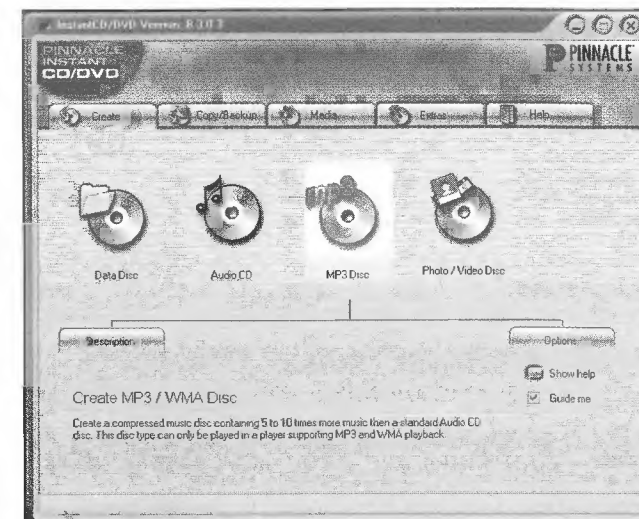 InstantCD/DVD Version: 8.3.0.3
PINNACLE
INSTANT
CD/DVD
PINNACLE
SYSTEMS
Create
Copy/Backup
Media
Extras
Help
Data Disc
Audio CD
MP3 Disc
Photo / Video Disc
Description
Options
Show help
Guide me
Create MP3 / WMA Disc
Create a compressed music disc containing 5 to 10 times more music then a standard Audio CD
disc. This disc type can only be played in a player supporting MP3 and WMA playback.